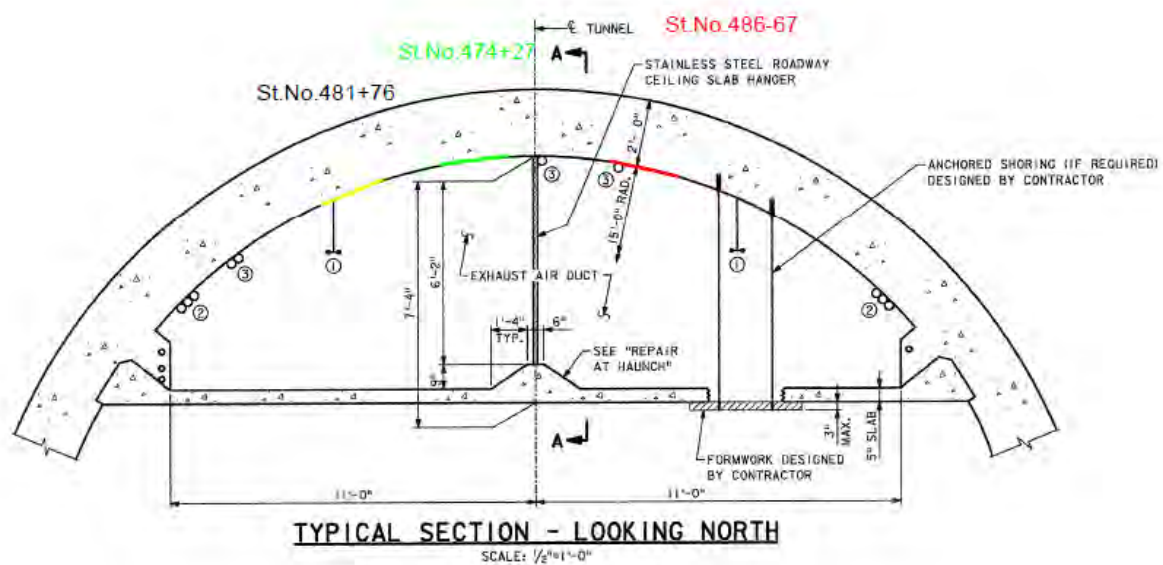 St.No.486-67
℄ TUNNEL
St.No.474+27
A
STAINLESS STEEL ROADWAY
CEILING SLAB HANGER
St.No.481+76
2'-0"
ANCHORED SHORING (IF REQUIRED)
DESIGNED BY CONTRACTOR
3
3
15'-0" RAD.
1
1
3
EXHAUST AIR DUCT
7'-4"
6'-2"
2
2
1'-4"
TYP.
6"
SEE "REPAIR
AT HAUNCH"
9"
A
3"
MAX.
5" SLAB
FORMWORK DESIGNED
BY CONTRACTOR
11'-0"
11'-0"
TYPICAL SECTION - LOOKING NORTH
SCALE: 1/2"=1'-0"